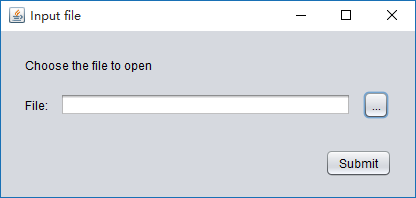 Input file
Choose the file to open
File:
...
Submit